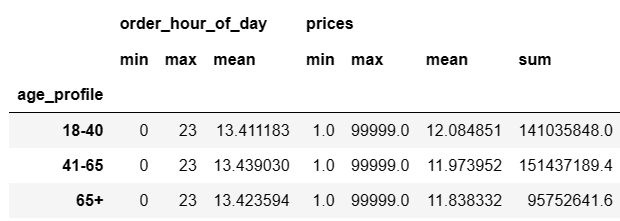 order_hour_of_day prices
min max mean min max mean sum
age_profile
18-40 0 23 13.411183 1.0 99999.0 12.084851 141035848.0
41-65 0 23 13.439030 1.0 99999.0 11.973952 151437189.4
65+ 0 23 13.423594 1.0 99999.0 11.838332 95752641.6